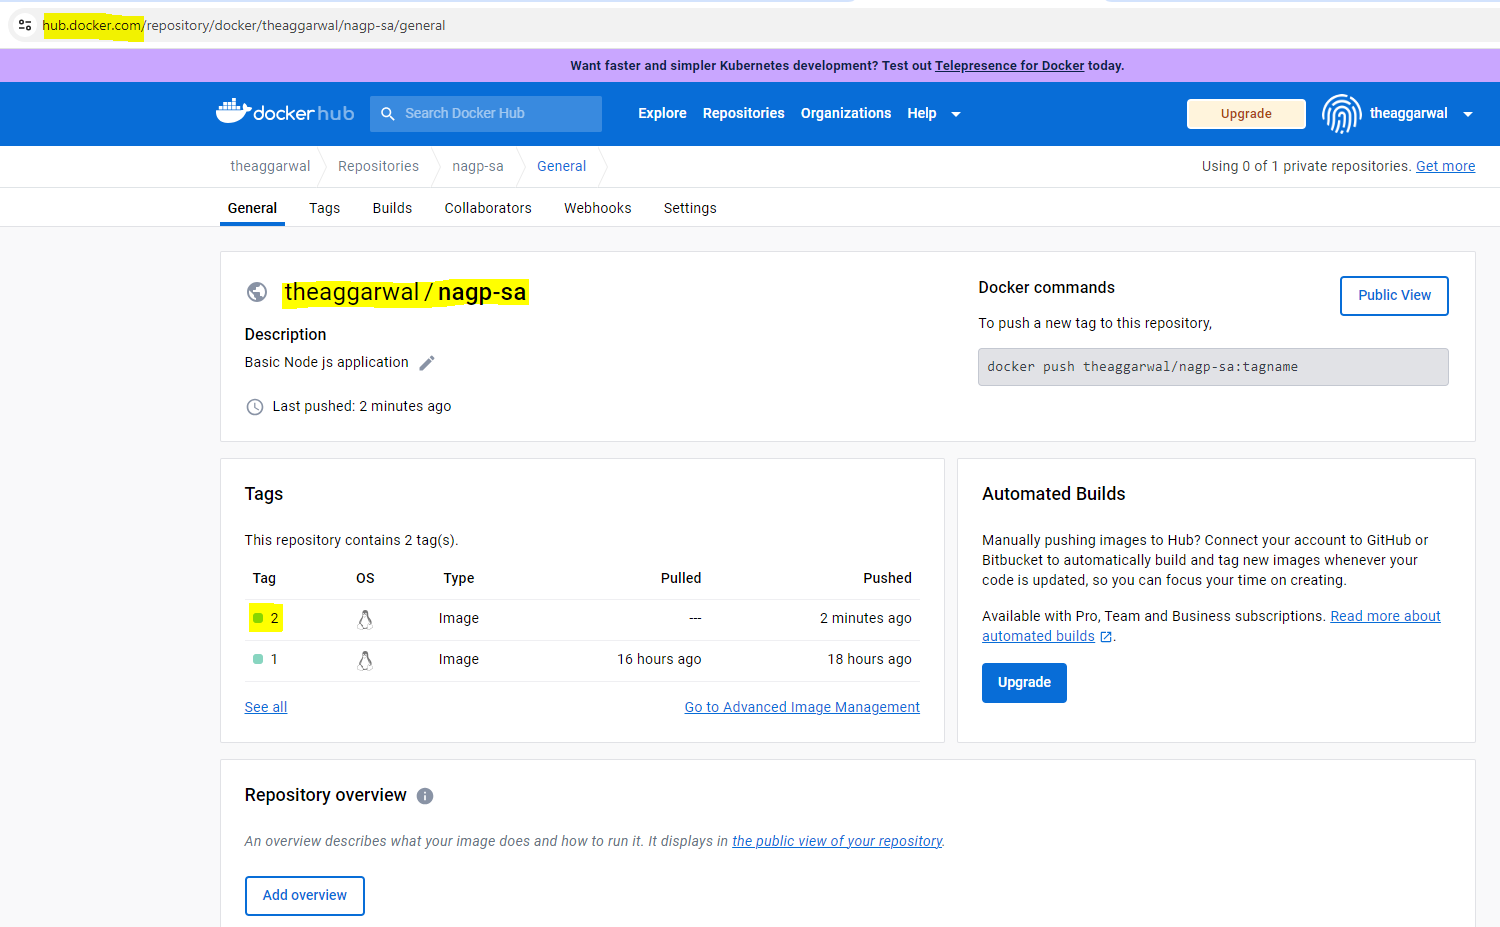 hub.docker.com/repository/docker/theaggarwal/nagp-sa/general
Want faster and simpler Kubernetes development? Test out Telepresence for Docker today.
docker hub
Search Docker Hub
Explore Repositories Organizations Help
Upgrade
theaggarwal
theaggarwal Repositories nagp-sa General
Using 0 of 1 private repositories. Get more
General Tags Builds Collaborators Webhooks Settings
theaggarwal / nagp-sa
Description
Basic Node js application
Last pushed: 2 minutes ago
Docker commands
Public View
To push a new tag to this repository,
docker push theaggarwal/nagp-sa:tagname
Tags
This repository contains 2 tag(s).
Tag OS Type Pulled Pushed
2 Image --- 2 minutes ago
1 Image 16 hours ago 18 hours ago
See all Go to Advanced Image Management
Automated Builds
Manually pushing images to Hub? Connect your account to GitHub or
Bitbucket to automatically build and tag new images whenever your
code is updated, so you can focus your time on creating.
Available with Pro, Team and Business subscriptions. Read more about
automated builds .
Upgrade
Repository overview
An overview describes what your image does and how to run it. It displays in the public view of your repository.
Add overview